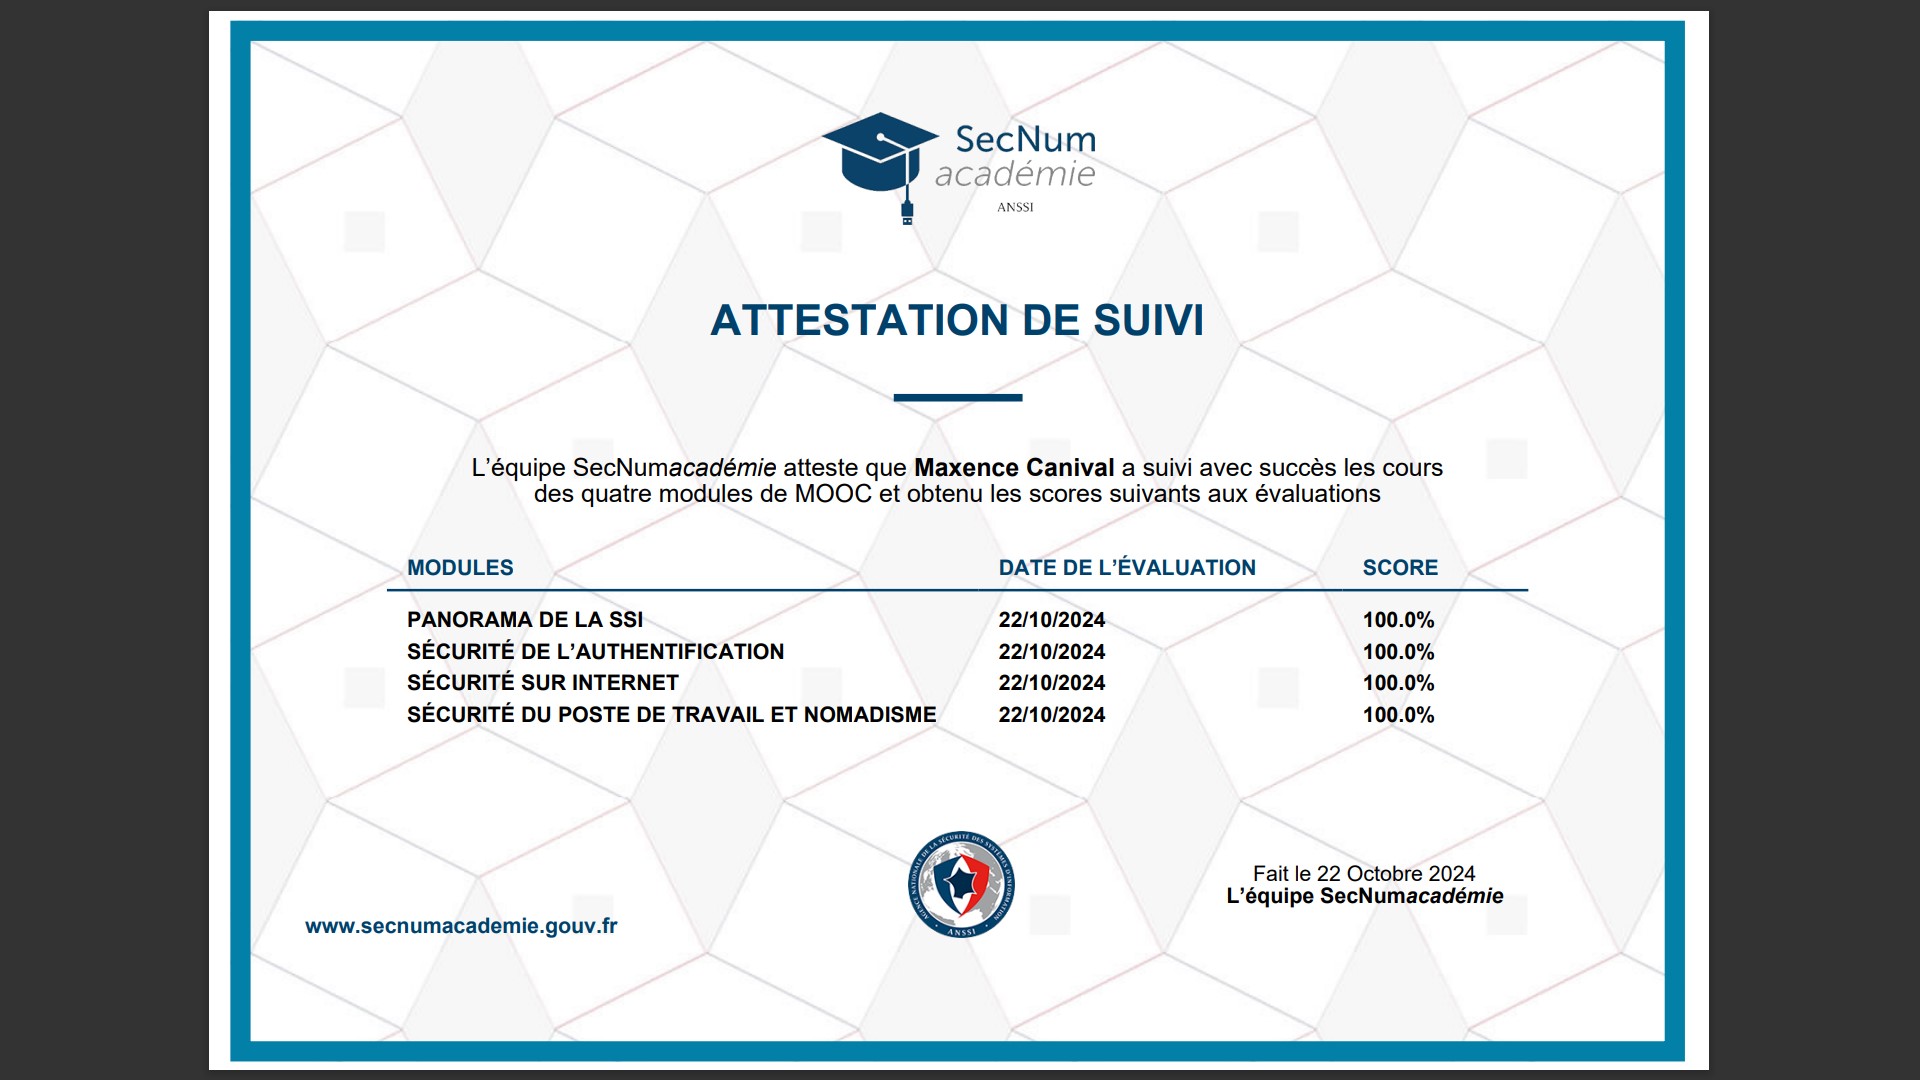 SecNum
académie
ANSSI
ATTESTATION DE SUIVI
L’équipe SecNumacadémie atteste que Maxence Canival a suivi avec succès les cours
des quatre modules de MOOC et obtenu les scores suivants aux évaluations
MODULES DATE DE L’ÉVALUATION SCORE
PANORAMA DE LA SSI 22/10/2024 100.0%
SÉCURITÉ DE L’AUTHENTIFICATION 22/10/2024 100.0%
SÉCURITÉ SUR INTERNET 22/10/2024 100.0%
SÉCURITÉ DU POSTE DE TRAVAIL ET NOMADISME 22/10/2024 100.0%
AGENCE NATIONALE DE LA SÉCURITÉ DES SYSTÈMES D'INFORMATION
ANSSI
Fait le 22 Octobre 2024
L’équipe SecNumacadémie
www.secnumacademie.gouv.fr